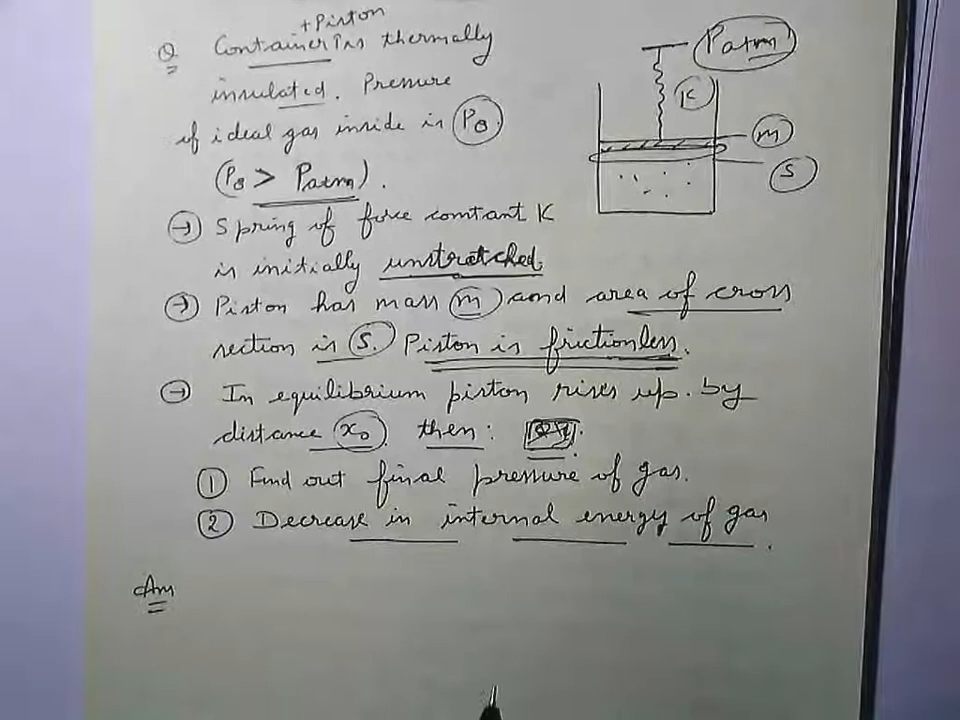 + Piston
Q Container is thermally
insulated. Pressure
of ideal gas inside is P0
(P0 > Patm).
→ Spring of force constant K
is initially unstretched.
→ Piston has mass m and area of cross
section is S. Piston is frictionless.
→ In equilibrium piston rises up. by
distance x0 then:
① Find out final pressure of gas.
② Decrease in internal energy of gas.
Ans
Patm
K
m
S